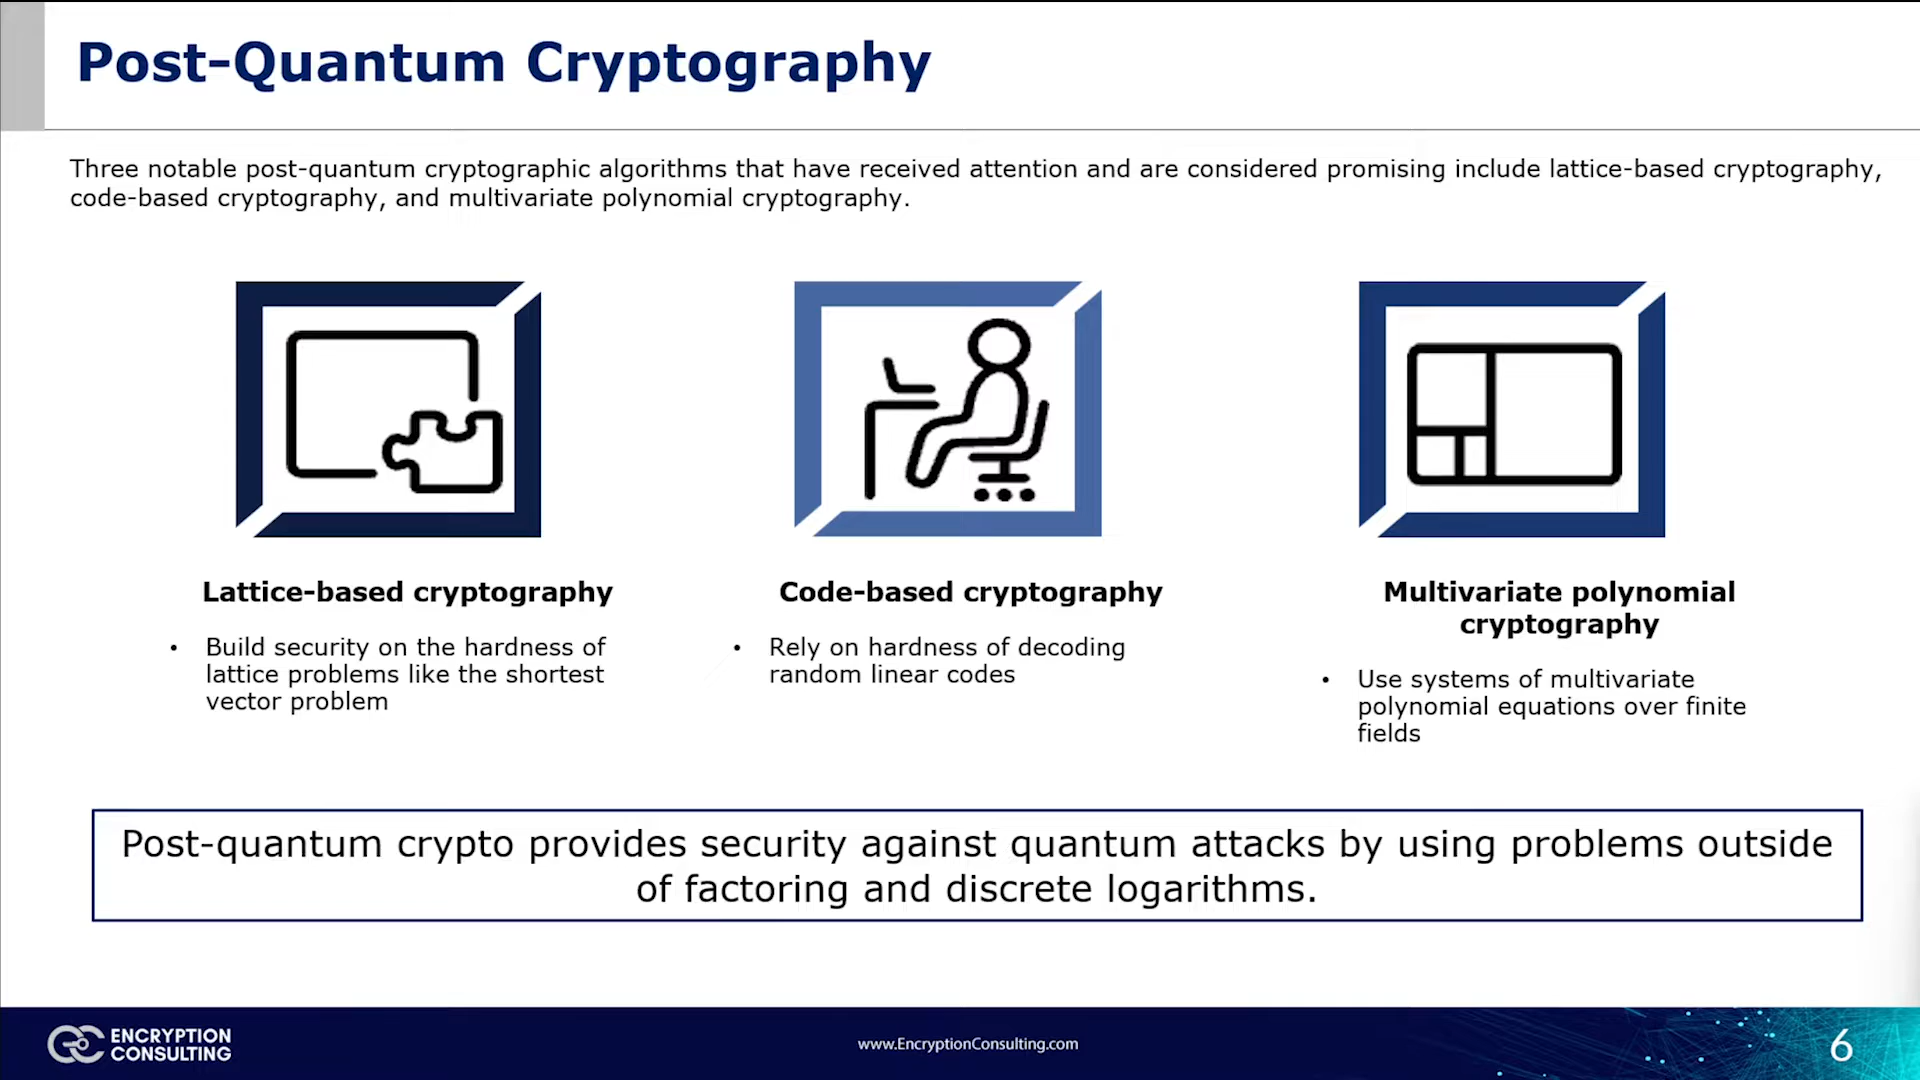 Post-Quantum Cryptography
Three notable post-quantum cryptographic algorithms that have received attention and are considered promising include lattice-based cryptography,
code-based cryptography, and multivariate polynomial cryptography.
Lattice-based cryptography
• Build security on the hardness of
lattice problems like the shortest
vector problem
Code-based cryptography
• Rely on hardness of decoding
random linear codes
Multivariate polynomial
cryptography
• Use systems of multivariate
polynomial equations over finite
fields
Post-quantum crypto provides security against quantum attacks by using problems outside
of factoring and discrete logarithms.
ENCRYPTION
CONSULTING
www.EncryptionConsulting.com
6